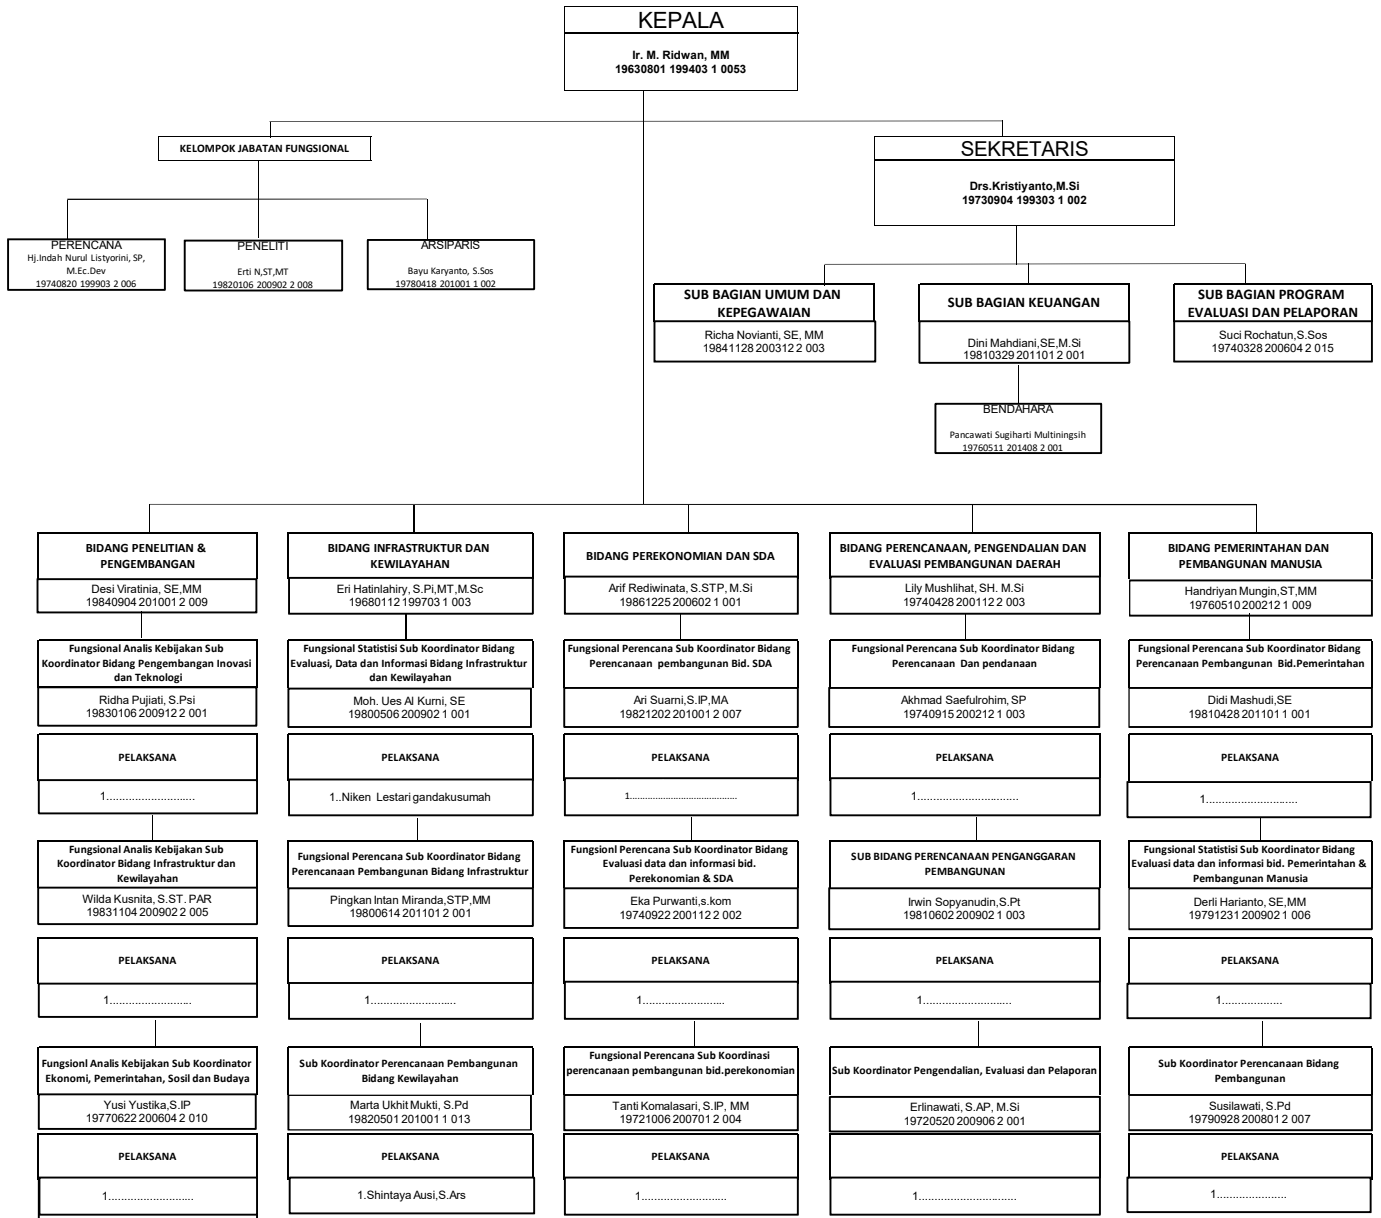 KEPALA
Ir. M. Ridwan, MM
19630801 199403 1 0053
KELOMPOK JABATAN FUNGSIONAL
SEKRETARIS
Drs.Kristiyanto,M.Si
19730904 199303 1 002
PERENCANA
Hj.Indah Nurul Listyorini, SP,
M.Ec.Dev
19740820 199903 2 006
PENELITI
Erti N,ST,MT
19820106 200902 2 008
ARSIPARIS
Bayu Karyanto, S.Sos
19780418 201001 1 002
SUB BAGIAN UMUM DAN
KEPEGAWAIAN
Richa Novianti, SE, MM
19841128 200312 2 003
SUB BAGIAN KEUANGAN
Dini Mahdiani,SE,M.Si
19810329 201101 2 001
SUB BAGIAN PROGRAM
EVALUASI DAN PELAPORAN
Suci Rochatun,S.Sos
19740328 200604 2 015
BENDAHARA
Pancawati Sugiharti Multiningsih
19760511 201408 2 001
BIDANG PENELITIAN &
PENGEMBANGAN
Desi Viratinia, SE,MM
19840904 201001 2 009
BIDANG INFRASTRUKTUR DAN
KEWILAYAHAN
Eri Hatinlahiry, S.Pi,MT,M.Sc
19680112 199703 1 003
BIDANG PEREKONOMIAN DAN SDA
Arif Rediwinata, S.STP, M.Si
19861225 200602 1 001
BIDANG PERENCANAAN, PENGENDALIAN DAN
EVALUASI PEMBANGUNAN DAERAH
Lily Mushlihat, SH. M.Si
19740428 200112 2 003
BIDANG PEMERINTAHAN DAN
PEMBANGUNAN MANUSIA
Handriyan Mungin,ST,MM
19760510 200212 1 009
Fungsional Analis Kebijakan Sub
Koordinator Bidang Pengembangan Inovasi
dan Teknologi
Ridha Pujiati, S.Psi
19830106 200912 2 001
Fungsional Statistisi Sub Koordinator Bidang
Evaluasi, Data dan Informasi Bidang Infrastruktur
dan Kewilayahan
Moh. Ues Al Kurni, SE
19800506 200902 1 001
Fungsional Perencana Sub Koordinator Bidang
Perencanaan pembangunan Bid. SDA
Ari Suarni,S.IP,MA
19821202 201001 2 007
Fungsional Perencana Sub Koordinator Bidang
Perencanaan Dan pendanaan
Akhmad Saefulrohim, SP
19740915 200212 1 003
Fungsional Perencana Sub Koordinator Bidang
Perencanaan Pembangunan Bid.Pemerintahan
Didi Mashudi,SE
19810428 201101 1 001
PELAKSANA
1............................
PELAKSANA
1..Niken Lestari gandakusumah
PELAKSANA
1..........................................
PELAKSANA
1................................
PELAKSANA
1.............................
Fungsional Analis Kebijakan Sub
Koordinator Bidang Infrastruktur dan
Kewilayahan
Wilda Kusnita, S.ST. PAR
19831104 200902 2 005
Fungsional Perencana Sub Koordinator Bidang
Perencanaan Pembangunan Bidang Infrastruktur
Pingkan Intan Miranda,STP,MM
19800614 201101 2 001
Fungsionl Perencana Sub Koordinator Bidang
Evaluasi data dan informasi bid.
Perekonomian & SDA
Eka Purwanti,s.kom
19740922 200112 2 002
SUB BIDANG PERENCANAAN PENGANGGARAN
PEMBANGUNAN
Irwin Sopyanudin,S.Pt
19810602 200902 1 003
Fungsional Statistisi Sub Koordinator Bidang
Evaluasi data dan informasi bid. Pemerintahan &
Pembangunan Manusia
Derli Harianto, SE,MM
19791231 200902 1 006
PELAKSANA
1..........................
PELAKSANA
1...........................
PELAKSANA
1..........................
PELAKSANA
1............................
PELAKSANA
1...................
Fungsionl Analis Kebijakan Sub Koordinator
Ekonomi, Pemerintahan, Sosil dan Budaya
Yusi Yustika,S.IP
19770622 200604 2 010
Sub Koordinator Perencanaan Pembangunan
Bidang Kewilayahan
Marta Ukhit Mukti, S.Pd
19820501 201001 1 013
Fungsional Perencana Sub Koordinasi
perencanaan pembangunan bid.perekonomian
Tanti Komalasari, S.IP, MM
19721006 200701 2 004
Sub Koordinator Pengendalian, Evaluasi dan Pelaporan
Erlinawati, S.AP, M.Si
19720520 200906 2 001
Sub Koordinator Perencanaan Bidang
Pembangunan
Susilawati, S.Pd
19790928 200801 2 007
PELAKSANA
1...........................
PELAKSANA
1.Shintaya Ausi,S.Ars
PELAKSANA
1...........................
1..............................
PELAKSANA
1......................